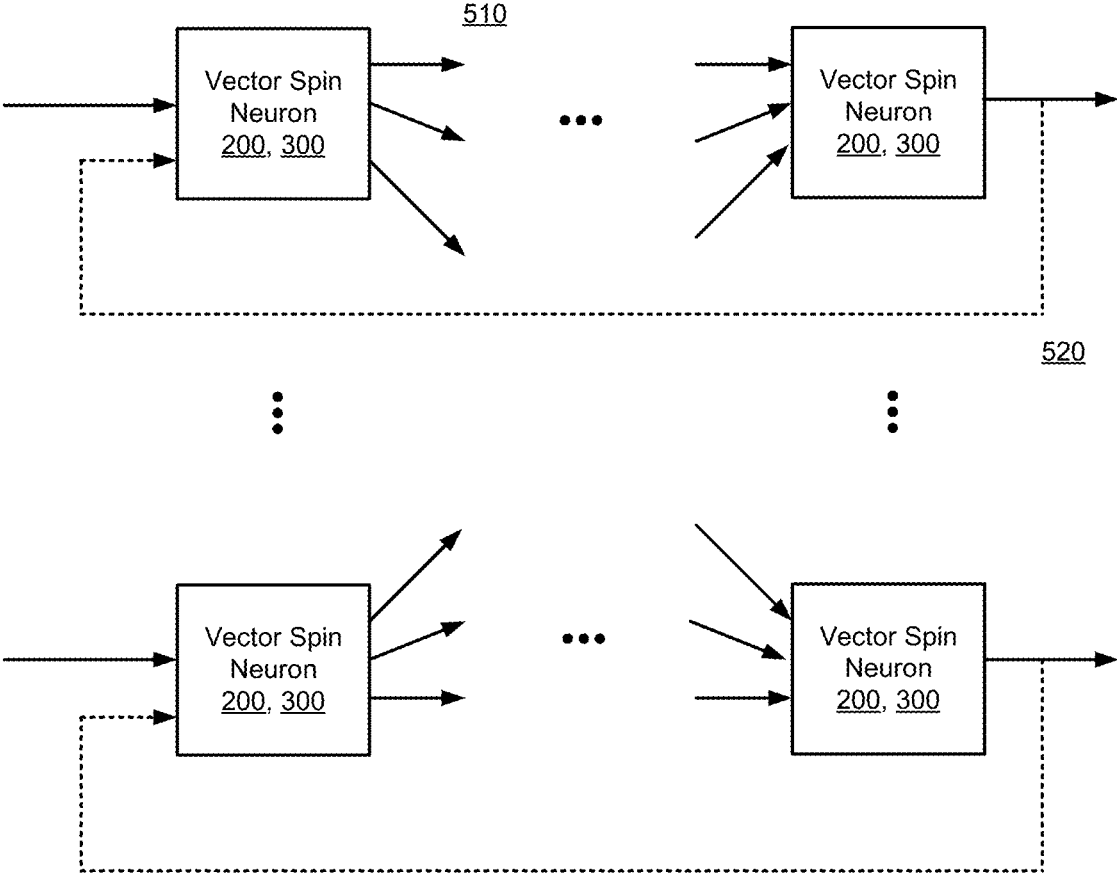 510
Vector Spin
Neuron
200, 300
Vector Spin
Neuron
200, 300
520
Vector Spin
Neuron
200, 300
Vector Spin
Neuron
200, 300